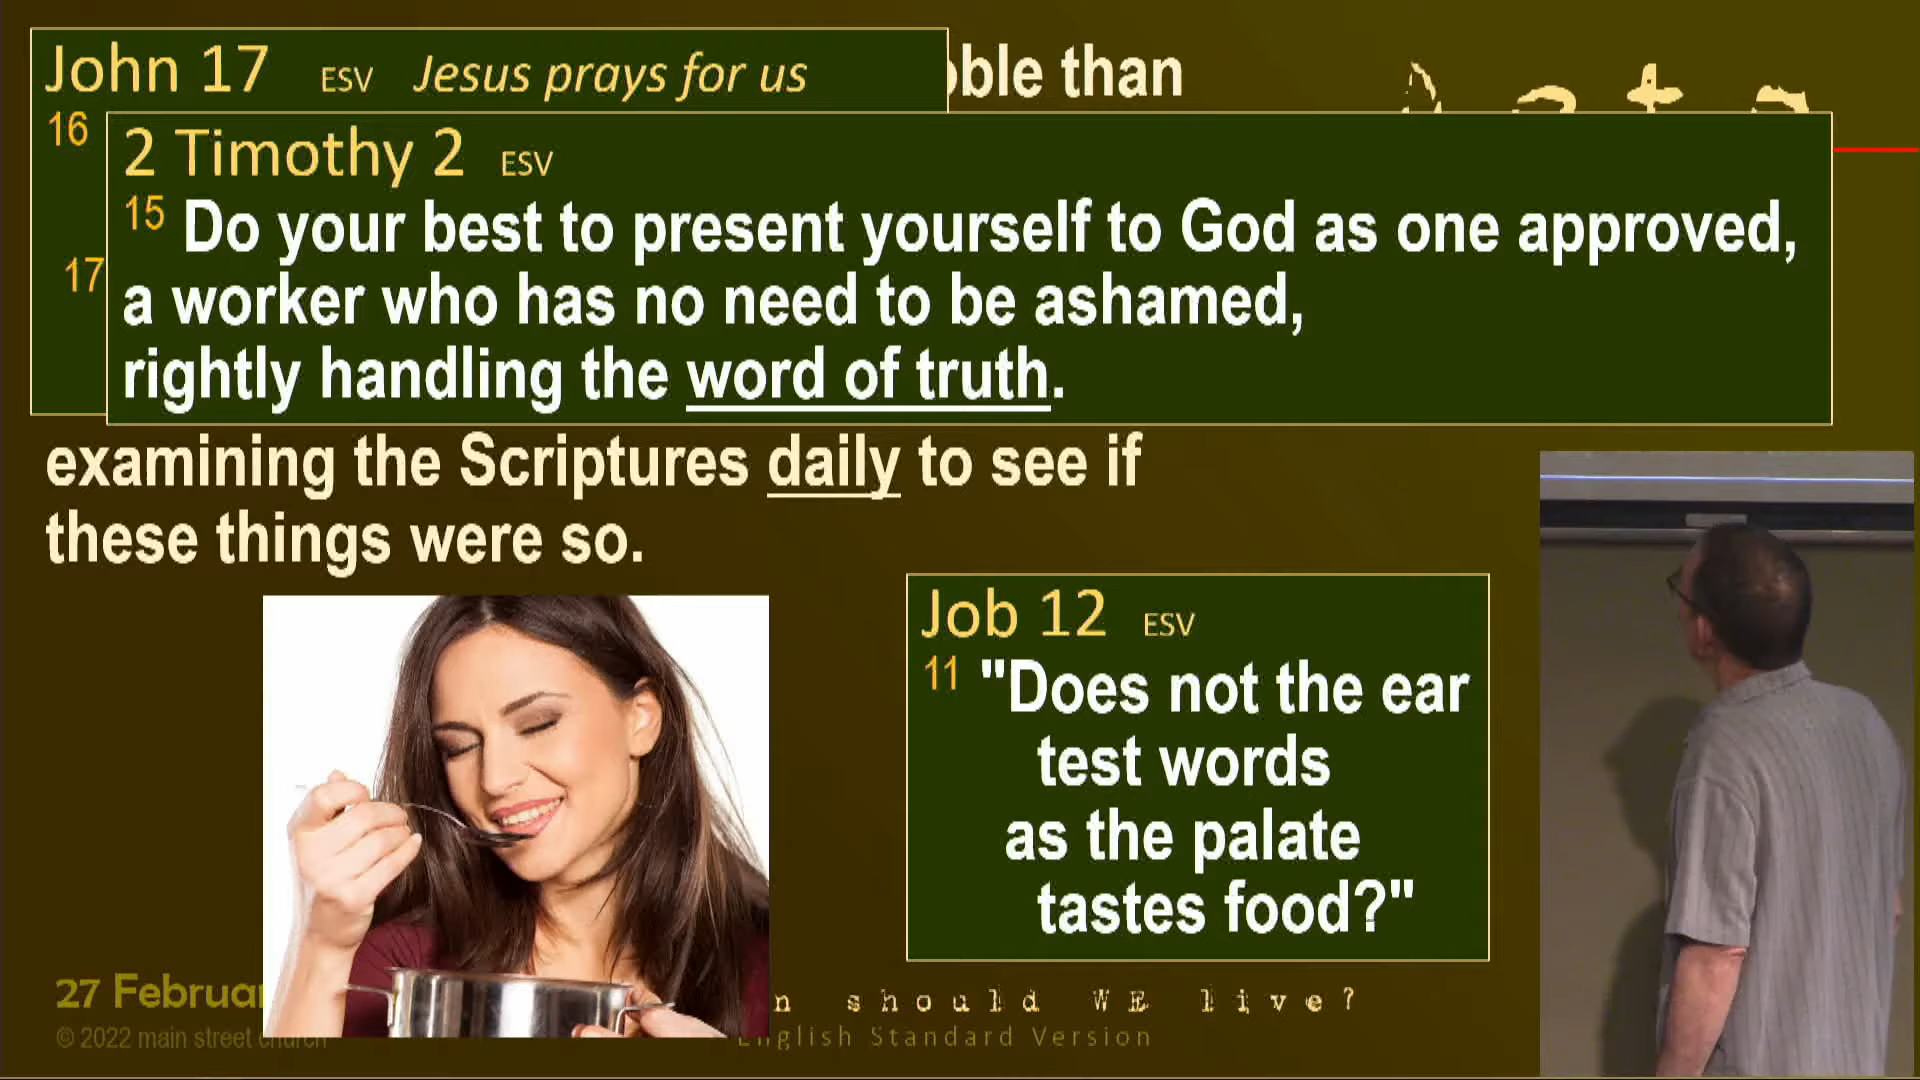 John 17 ESV Jesus prays for us
than
16
2 Timothy 2 ESV
15 Do your best to present yourself to God as one approved,
17 a worker who has no need to be ashamed,
rightly handling the word of truth.
examining the Scriptures daily to see if
these things were so.
Job 12 ESV
11 "Does not the ear
test words
as the palate
tastes food?"
27
should WE live?
© 2022 main street church
English Standard Version